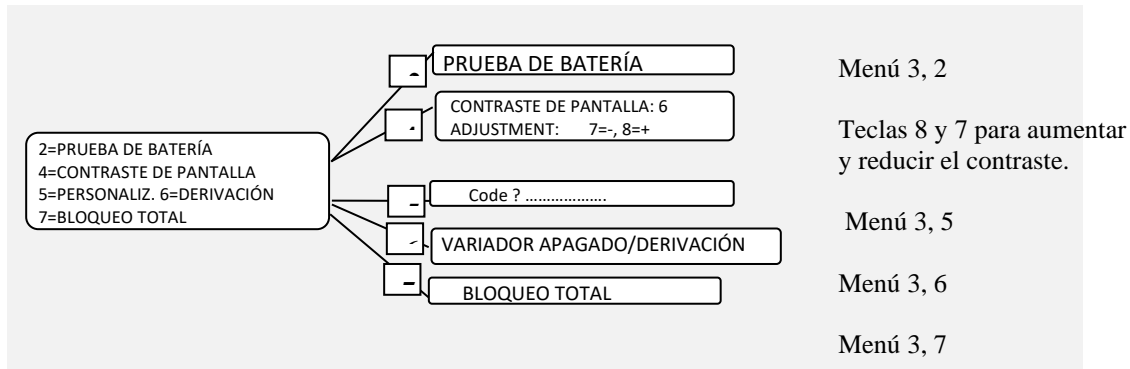 PRUEBA DE BATERÍA
Menú 3, 2
CONTRASTE DE PANTALLA: 6
ADJUSTMENT: 7=-, 8=+
Teclas 8 y 7 para aumentar
y reducir el contraste.
2=PRUEBA DE BATERÍA
4=CONTRASTE DE PANTALLA
5=PERSONALIZ. 6=DERIVACIÓN
7=BLOQUEO TOTAL
Code ? ...................
Menú 3, 5
VARIADOR APAGADO/DERIVACIÓN
Menú 3, 6
BLOQUEO TOTAL
Menú 3, 7